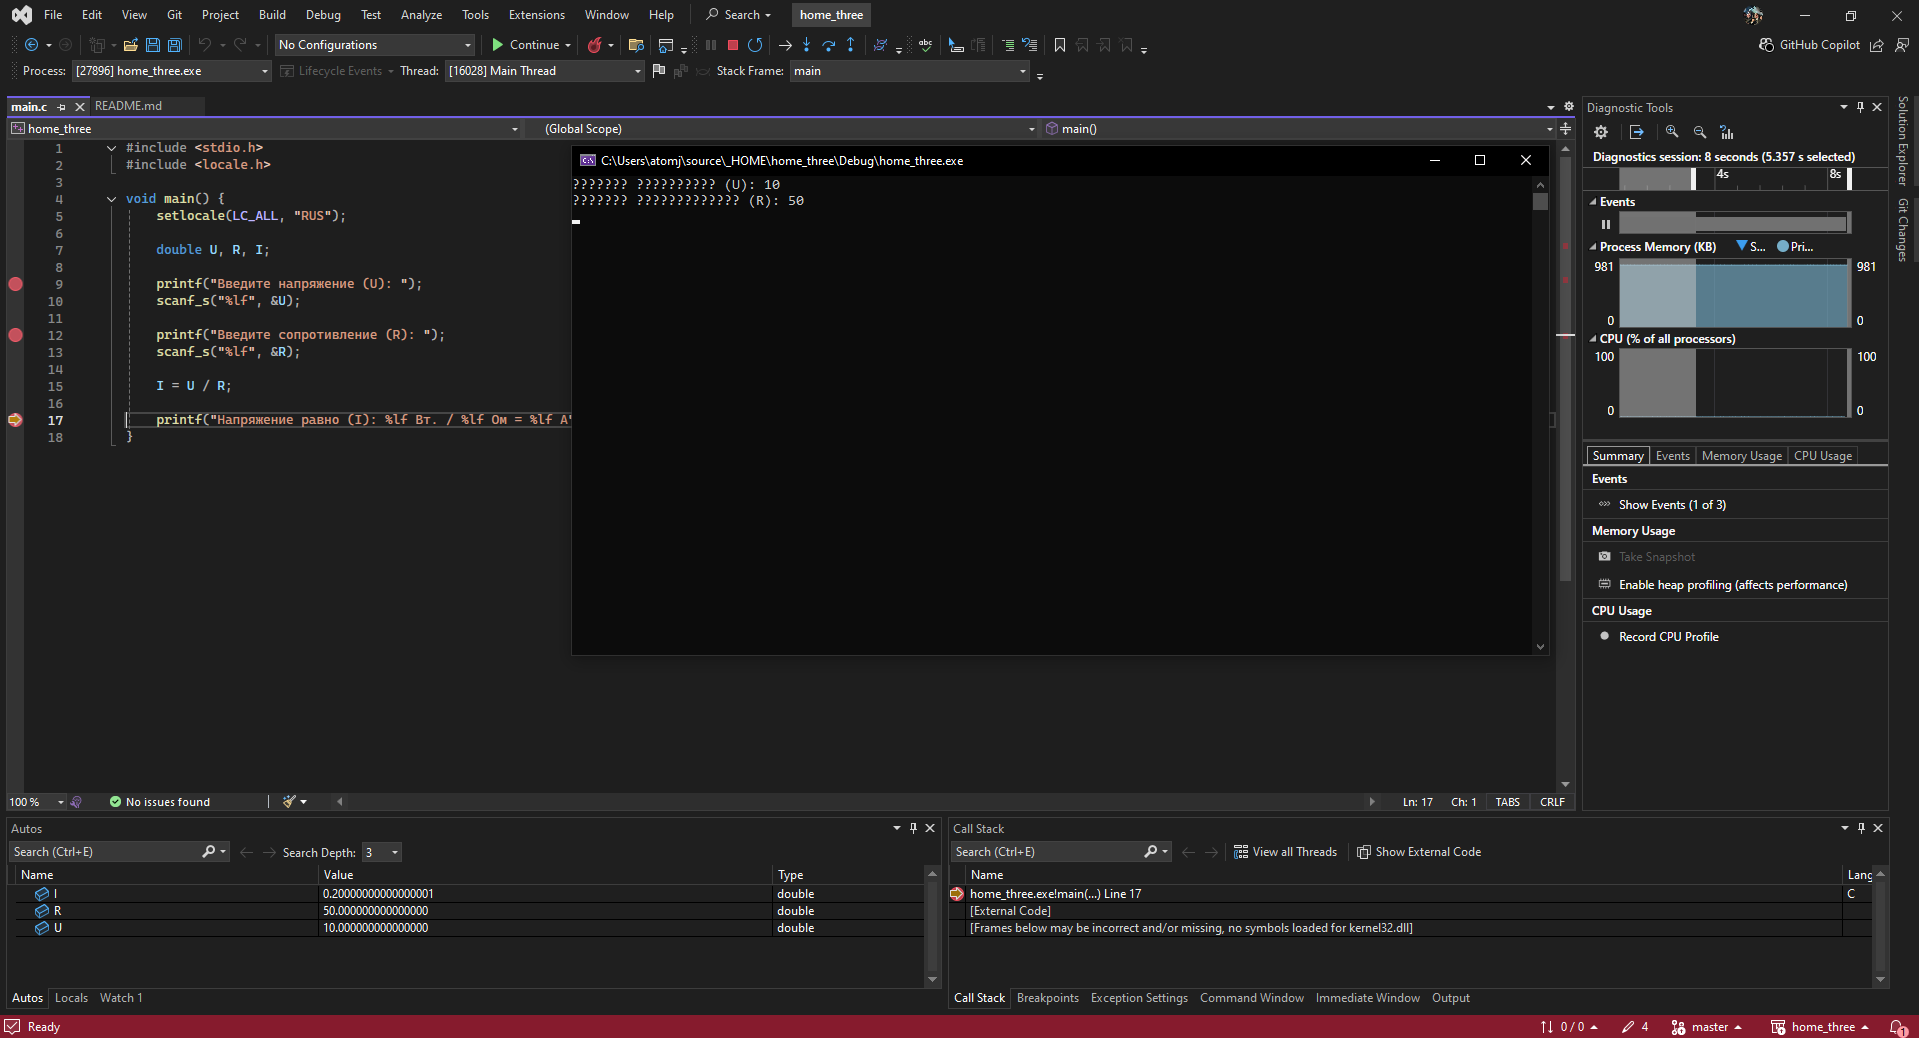 File Edit View Git Project Build Debug Test Analyze Tools Extensions Window Help Search home_three
No Configurations Continue GitHub Copilot
Process: [27896] home_three.exe Lifecycle Events Thread: [16028] Main Thread Stack Frame: main
main.c README.md
home_three (Global Scope) main()
1 #include <stdio.h>
2 #include <locale.h>
3
4 void main() {
5 setlocale(LC_ALL, "RUS");
6
7 double U, R, I;
8
9 printf("Введите напряжение (U): ");
10 scanf_s("%lf", &U);
11
12 printf("Введите сопротивление (R): ");
13 scanf_s("%lf", &R);
14
15 I = U / R;
16
17 printf("Напряжение равно (I): %lf Вт. / %lf Ом = %lf А"
18 }
C:\Users\atomj\source\_HOME\home_three\Debug\home_three.exe
??????? ?????????? (U): 10
??????? ????????????? (R): 50
100 % No issues found Ln: 17 Ch: 1 TABS CRLF
Diagnostic Tools
Diagnostics session: 8 seconds (5.357 s selected)
4s 8s
Events
Process Memory (KB) S... Pri...
981 981
0 0
CPU (% of all processors)
100 100
0 0
Summary Events Memory Usage CPU Usage
Events
Show Events (1 of 3)
Memory Usage
Take Snapshot
Enable heap profiling (affects performance)
CPU Usage
Record CPU Profile
Solution Explorer
Git Changes
Autos
Search (Ctrl+E) Search Depth: 3
Name Value Type
I 0.20000000000000001 double
R 50.000000000000000 double
U 10.000000000000000 double
Autos Locals Watch 1
Call Stack
Search (Ctrl+E) View all Threads Show External Code
Name Lang
home_three.exe!main(...) Line 17 C
[External Code]
[Frames below may be incorrect and/or missing, no symbols loaded for kernel32.dll]
Call Stack Breakpoints Exception Settings Command Window Immediate Window Output
Ready 0 / 0 4 master home_three 1